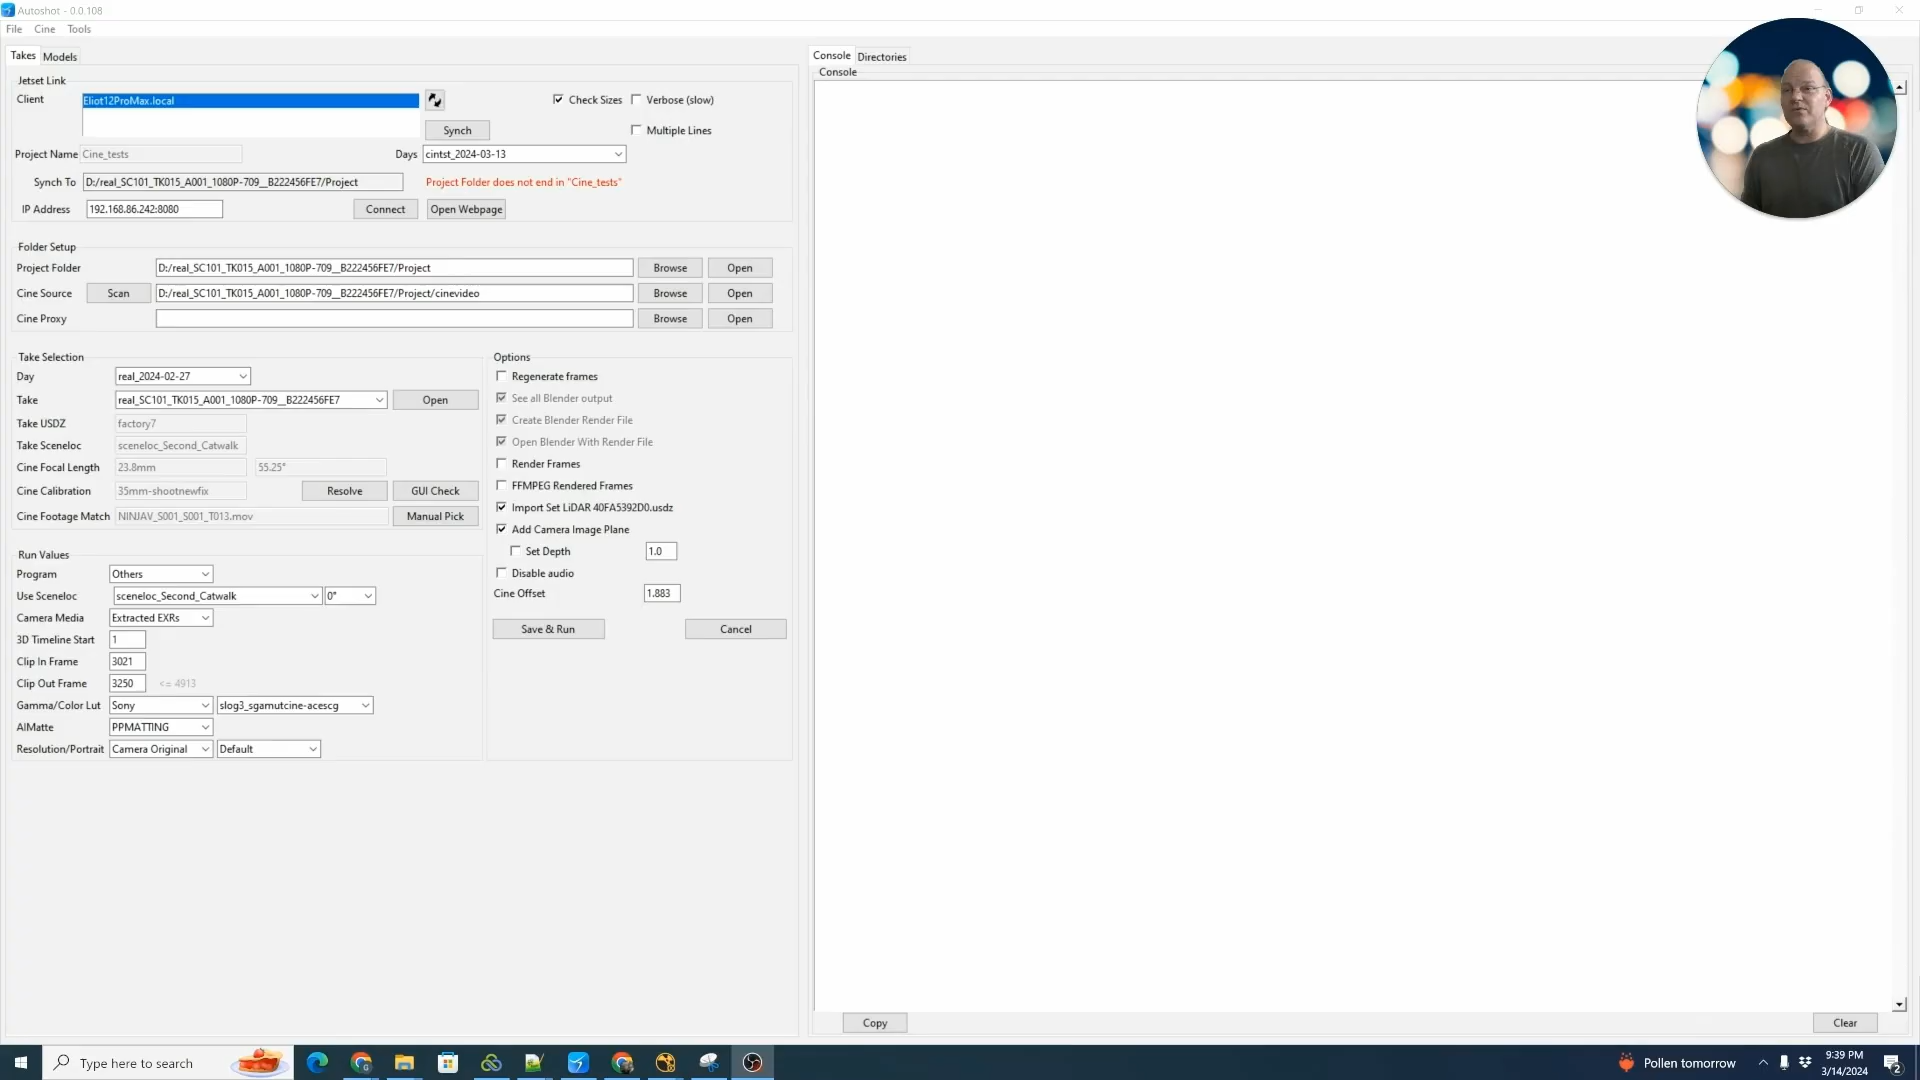 Autoshot - 0.0.108
File Cine Tools
Takes Models
Jetset Link
Client Eliot12ProMax.local
Check Sizes Verbose (slow)
Synch Multiple Lines
Project Name Cine_tests Days cintst_2024-03-13
Synch To D:/real_SC101_TK015_A001_1080P-709__B222456FE7/Project Project Folder does not end in "Cine_tests"
IP Address 192.168.86.242:8080 Connect Open Webpage
Folder Setup
Project Folder D:/real_SC101_TK015_A001_1080P-709__B222456FE7/Project Browse Open
Cine Source Scan D:/real_SC101_TK015_A001_1080P-709__B222456FE7/Project/cinevideo Browse Open
Cine Proxy Browse Open
Take Selection
Day real_2024-02-27
Take real_SC101_TK015_A001_1080P-709__B222456FE7 Open
Take USDZ factory7
Take Sceneloc sceneloc_Second_Catwalk
Cine Focal Length 23.8mm 55.25°
Cine Calibration 35mm-shootnewfix Resolve GUI Check
Cine Footage Match NINJAV_S001_S001_T013.mov Manual Pick
Run Values
Program Others
Use Sceneloc sceneloc_Second_Catwalk 0°
Camera Media Extracted EXRs
3D Timeline Start 1
Clip In Frame 3021
Clip Out Frame 3250 <= 4913
Gamma/Color Lut Sony slog3_sgamutcine-acescg
AIMatte PPMATTING
Resolution/Portrait Camera Original Default
Options
Regenerate frames
See all Blender output
Create Blender Render File
Open Blender With Render File
Render Frames
FFMPEG Rendered Frames
Import Set LiDAR 40FA5392D0.usdz
Add Camera Image Plane
Set Depth 1.0
Disable audio
Cine Offset 1.883
Save & Run Cancel
Console Directories
Console
Copy Clear
Type here to search
Pollen tomorrow
9:39 PM
3/14/2024
2